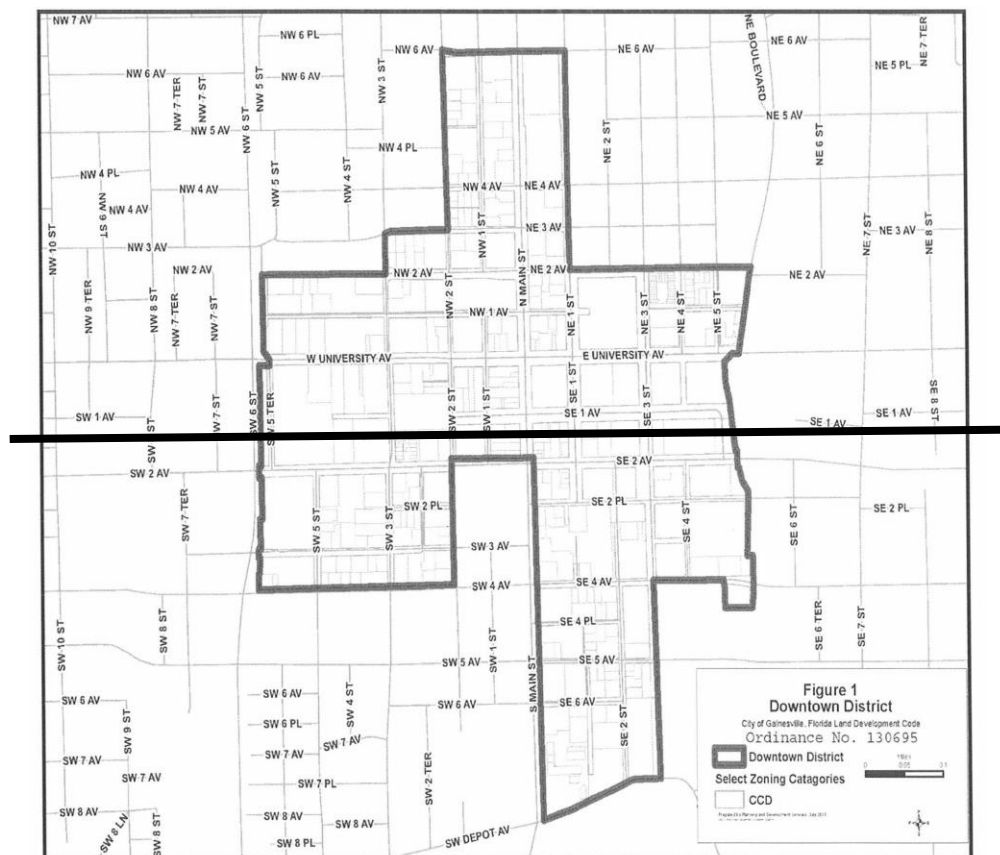 NW 7 AV
NW 6 PL
NW 6 AV
NE 6 AV
NE 6 AV
NE BOULEVARD
NE 7 TER
NE 5 PL
NW 6 AV
NW 6 AV
NW 5 ST
NW 3 ST
NW 7 TER
NW 7 ST
NW 6 ST
NW 5 AV
NE 5 AV
NE 2 ST
NE 6 ST
NW 4 PL
NW 4 PL
NW 5 ST
NW 4 ST
NW 4 AV
NW 4 AV
NE 4 AV
NW 4 AV
NW 9 ST
NW 10 ST
NW 3 AV
NW 1 ST
NE 3 AV
NE 7 ST
NE 3 AV
NE 8 ST
NW 2 AV
NW 2 AV
NE 2 AV
NE 2 AV
N MAIN ST
NW 9 TER
NW 8 ST
NW 7 TER
NW 7 ST
NW 2 ST
NW 1 AV
NE 1 ST
NE 3 ST
NE 4 ST
NE 5 ST
W UNIVERSITY AV
E UNIVERSITY AV
SW 1 AV
SW 7 ST
SW 6 ST
SW 5 TER
SW 2 ST
SW 1 ST
SE 1 ST
SE 1 AV
SE 3 ST
SE 1 AV
SE 1 AV
SE 8 ST
SW 2 AV
SE 2 AV
SW 7 TER
SW 5 ST
SW 3 ST
SW 2 PL
SE 2 PL
SE 4 ST
SE 6 ST
SE 2 PL
SW 3 AV
SW 4 AV
SE 4 AV
SW 10 ST
SW 8 ST
SW 1 ST
SE 4 PL
SE 6 TER
SE 7 ST
SW 5 AV
S MAIN ST
SE 5 AV
SW 6 AV
SW 6 AV
SW 4 ST
SW 6 AV
SE 6 AV
SE 2 ST
SW 9 ST
SW 6 PL
SW 7 AV
SW 7 AV
SW 7 AV
SW 7 AV
SW 7 PL
SW 2 TER
SW 8 AV
SW 8 LN
SW 8 ST
SW 8 AV
SW 8 AV
SW 8 PL
SW DEPOT AV
Figure 1
Downtown District
City of Gainesville, Florida Land Development Code
Ordinance No. 130695
Downtown District
Miles
0 0.05 0.1
Select Zoning Catagories
CCD